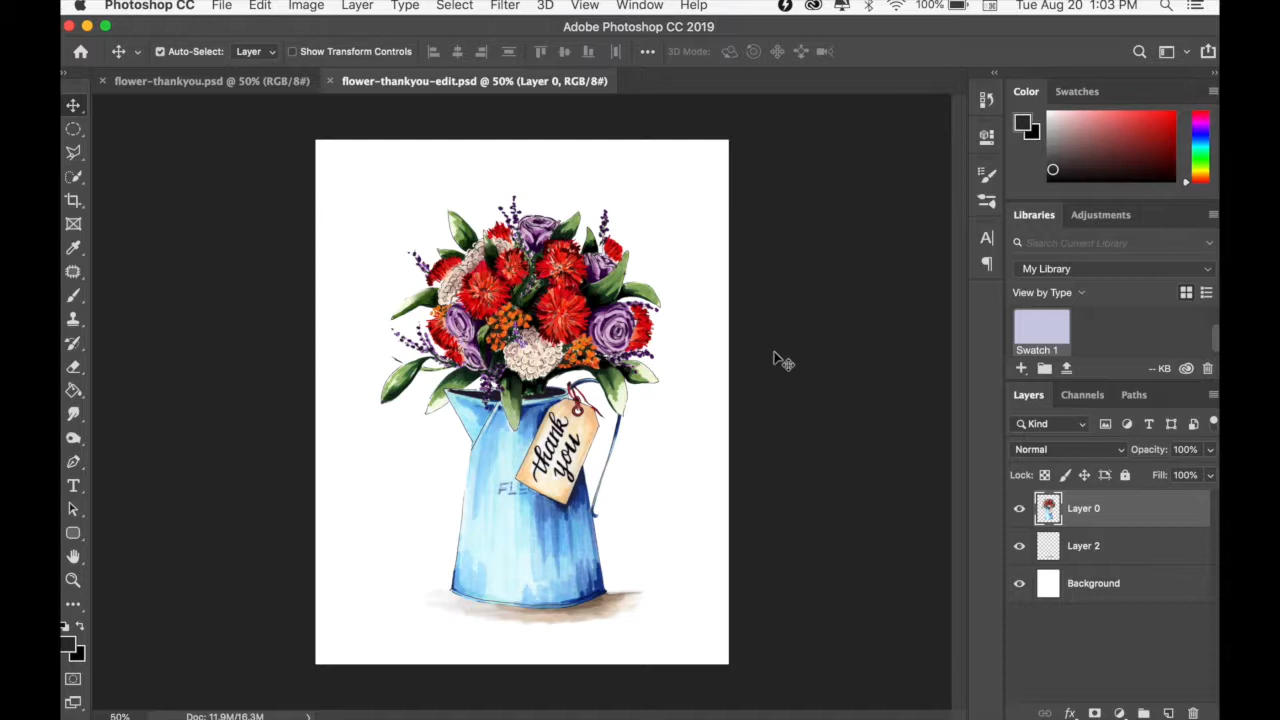 Photoshop CC File Edit Image Layer Type Select Filter 3D View Window Help 100% Tue Aug 20 1:03 PM
Adobe Photoshop CC 2019
Auto-Select: Layer Show Transform Controls 3D Mode:
flower-thankyou.psd @ 50% (RGB/8#) flower-thankyou-edit.psd @ 50% (Layer 0, RGB/8#)
Color Swatches
Libraries Adjustments
Search Current Library
My Library
View by Type
Swatch 1
-- KB
Layers Channels Paths
Kind
Normal Opacity: 100%
Lock: Fill: 100%
Layer 0
Layer 2
Background
thank
you
50% Doc: 11.9M/16.3M